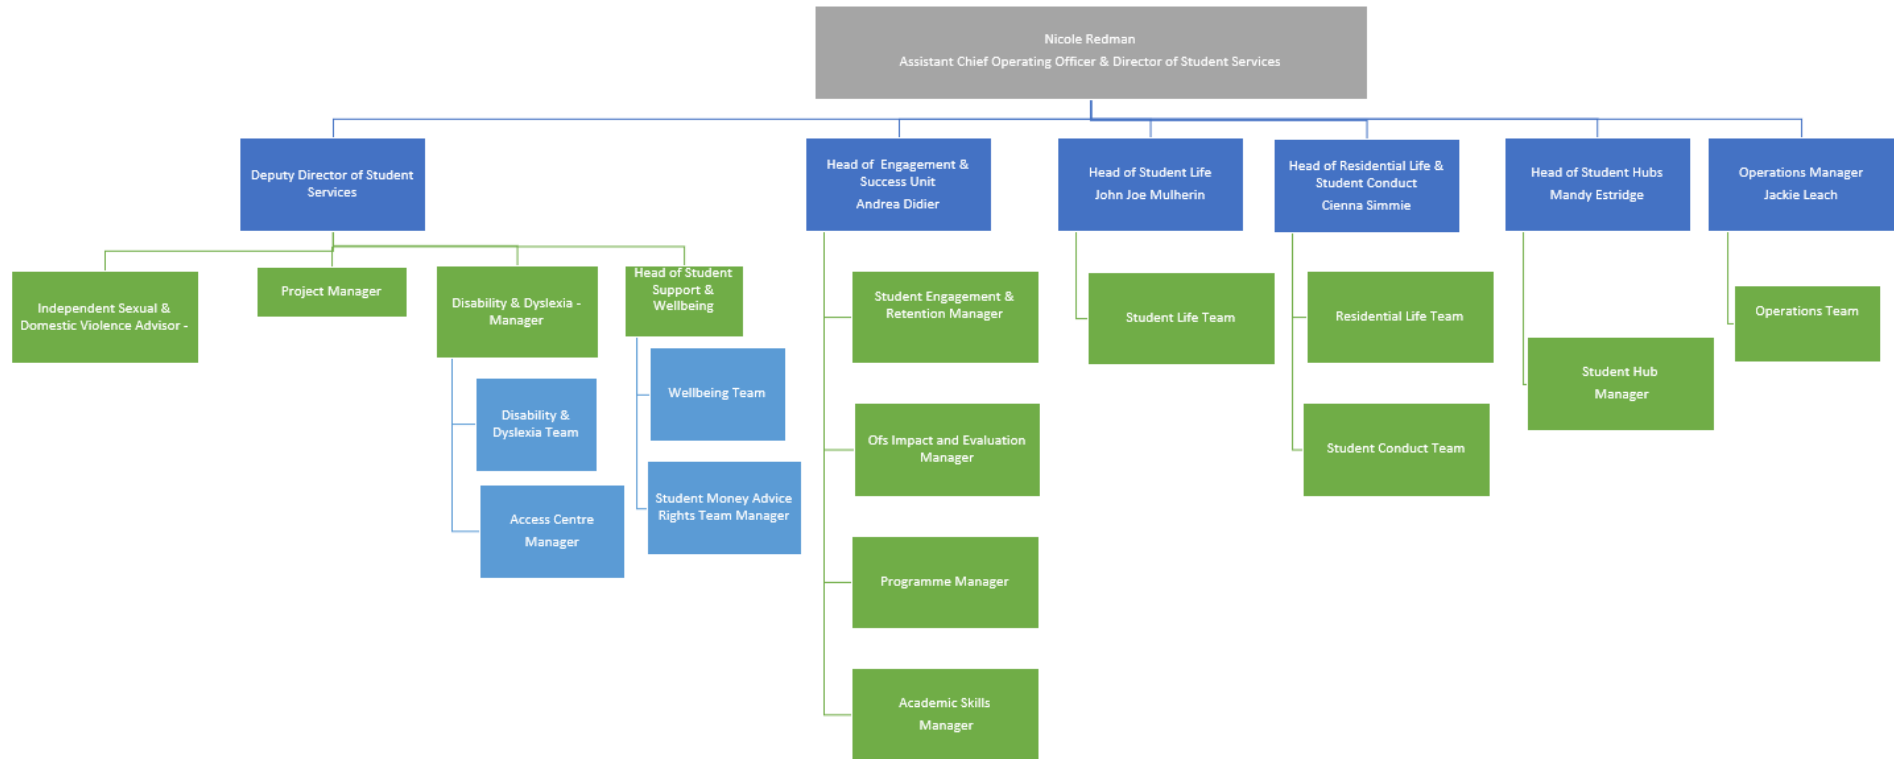 Nicole Redman
Assistant Chief Operating Officer & Director of Student Services
Deputy Director of Student
Services
Head of Engagement &
Success Unit
Andrea Didier
Head of Student Life
John Joe Mulherin
Head of Residential Life &
Student Conduct
Cienna Simmie
Head of Student Hubs
Mandy Estridge
Operations Manager
Jackie Leach
Independent Sexual &
Domestic Violence Advisor -
Project Manager
Disability & Dyslexia -
Manager
Head of Student
Support &
Wellbeing
Disability &
Dyslexia Team
Access Centre
Manager
Wellbeing Team
Student Money Advice
Rights Team Manager
Student Engagement &
Retention Manager
Ofs Impact and Evaluation
Manager
Programme Manager
Academic Skills
Manager
Student Life Team
Residential Life Team
Student Conduct Team
Student Hub
Manager
Operations Team